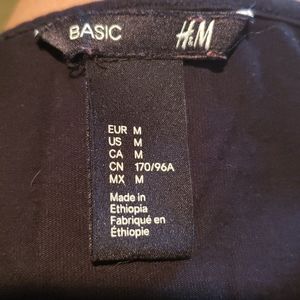 BASIC H&M
EUR M
US M
CA M
CN 170/96A
MX M
Made in
Ethiopia
Fabriqué en
Éthiopie